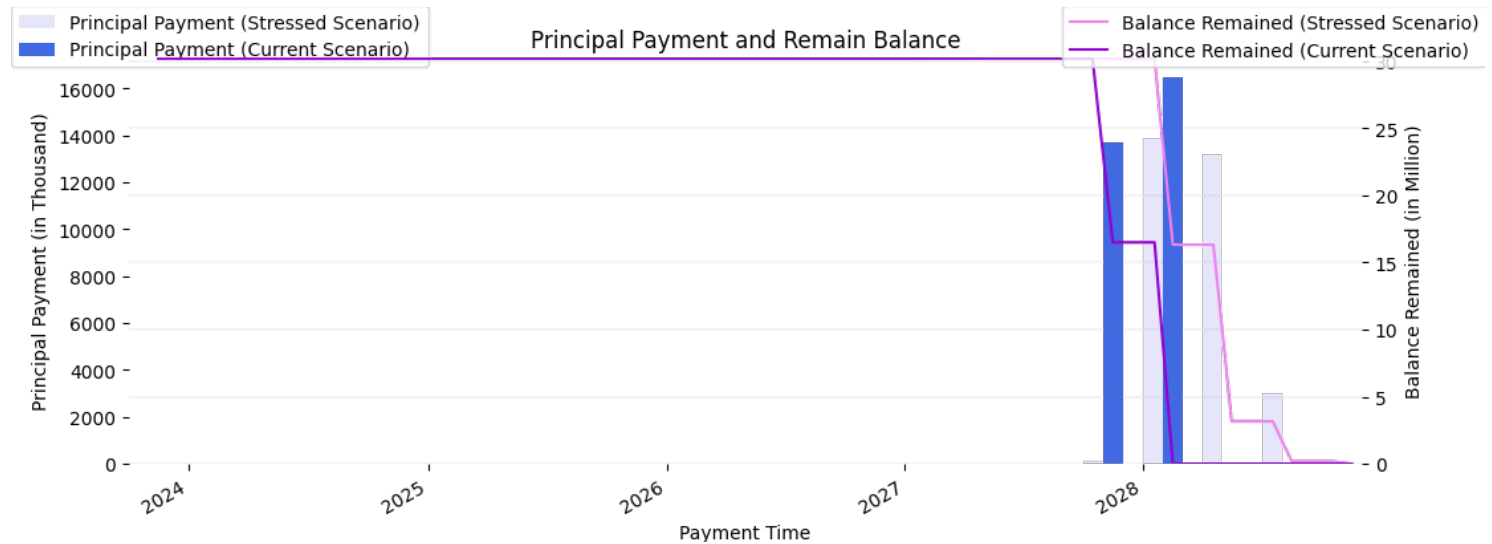 Principal Payment and Remain Balance
Principal Payment (Stressed Scenario)
Principal Payment (Current Scenario)
Balance Remained (Stressed Scenario)
Balance Remained (Current Scenario)
Principal Payment (in Thousand)
16000
14000
12000
10000
8000
6000
4000
2000
0
30
25
20
15
10
5
0
Balance Remained (in Million)
2024
2025
2026
2027
2028
Payment Time